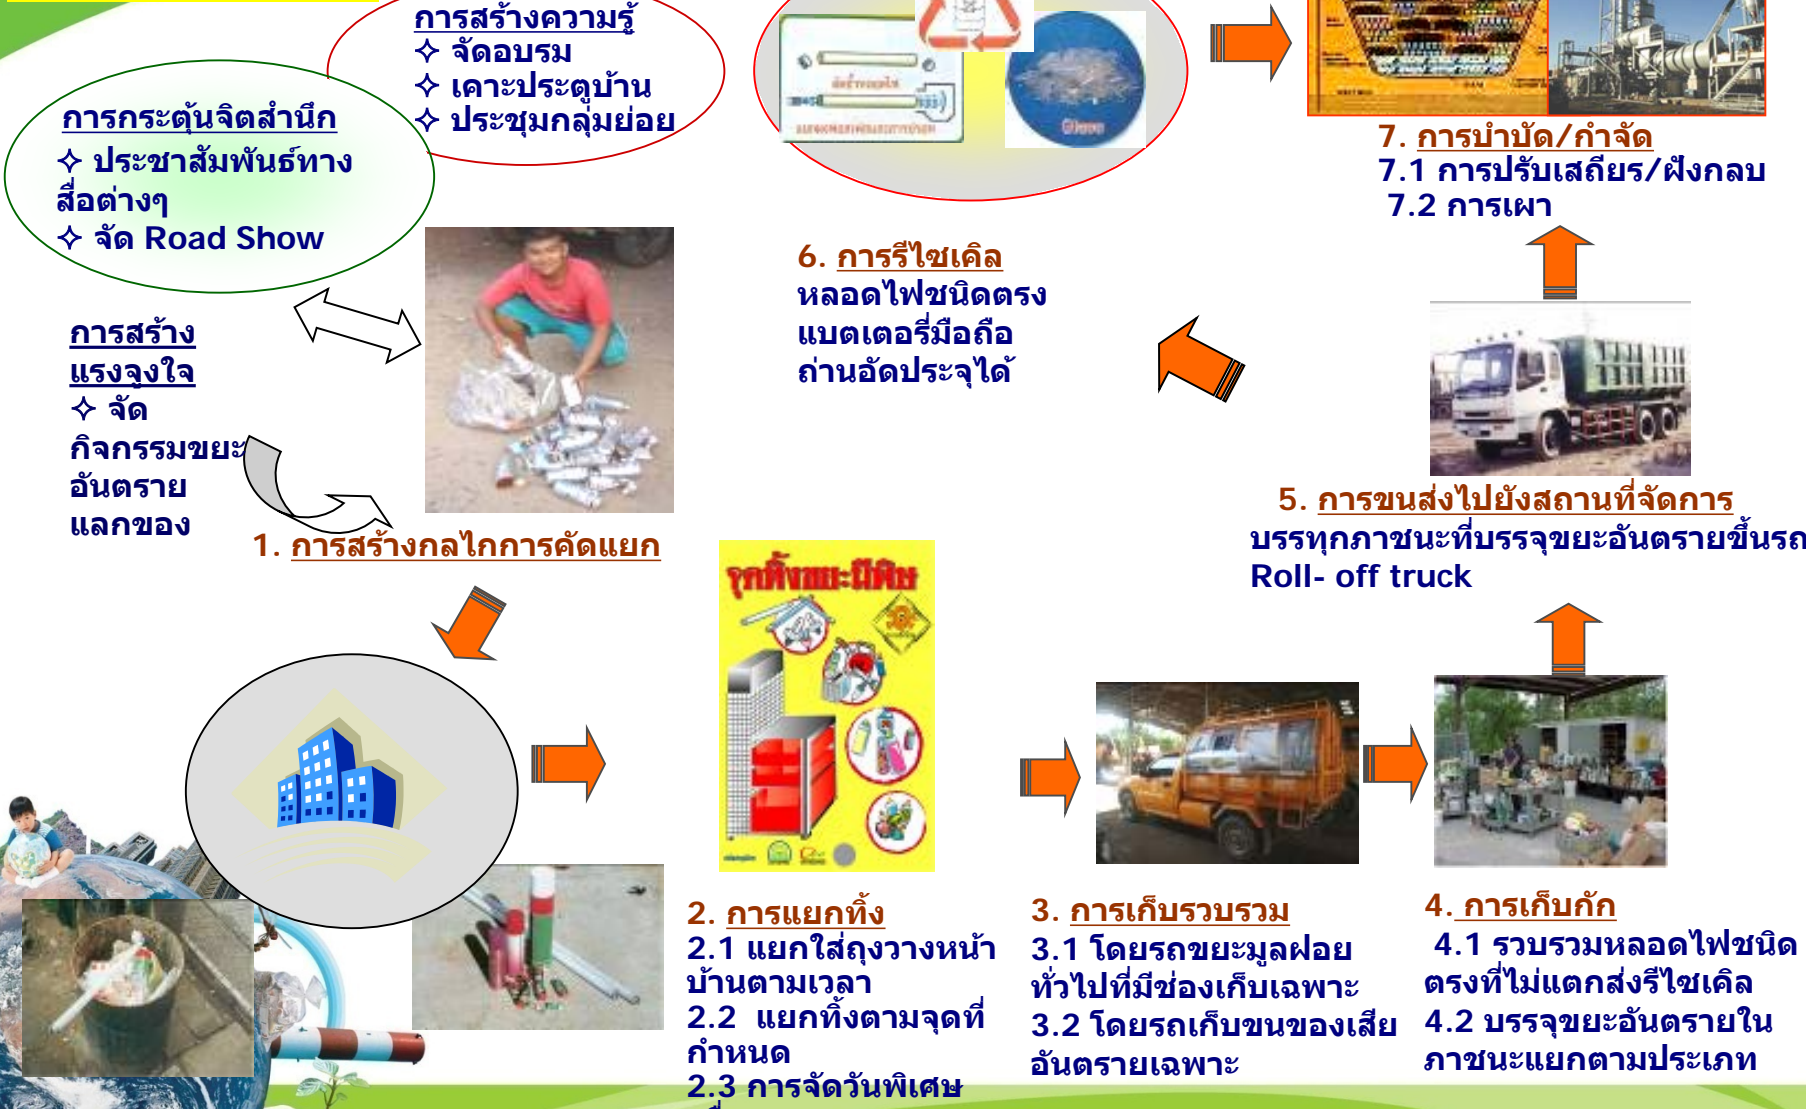 การสร้างความรู้
✧ จัดอบรม
✧ เคาะประตูบ้าน
✧ ประชุมกลุ่มย่อย
การกระตุ้นจิตสำนึก
✧ ประชาสัมพันธ์ทาง
สื่อต่างๆ
✧ จัด Road Show
การสร้าง
แรงจูงใจ
✧ จัด
กิจกรรมขยะ
อันตราย
แลกของ
1. การสร้างกลไกการคัดแยก
จุดทิ้งขยะมีพิษ
2. การแยกทิ้ง
2.1 แยกใส่ถุงวางหน้า
บ้านตามเวลา
2.2 แยกทิ้งตามจุดที่
กำหนด
2.3 การจัดวันพิเศษ
3. การเก็บรวบรวม
3.1 โดยรถขยะมูลฝอย
ทั่วไปที่มีช่องเก็บเฉพาะ
3.2 โดยรถเก็บขนของเสีย
อันตรายเฉพาะ
4. การเก็บกัก
4.1 รวบรวมหลอดไฟชนิด
ตรงที่ไม่แตกส่งรีไซเคิล
4.2 บรรจุขยะอันตรายใน
ภาชนะแยกตามประเภท
5. การขนส่งไปยังสถานที่จัดการ
บรรทุกภาชนะที่บรรจุขยะอันตรายขึ้นรถ
Roll- off truck
6. การรีไซเคิล
หลอดไฟชนิดตรง
แบตเตอรี่มือถือ
ถ่านอัดประจุได้
Glass
7. การบำบัด/กำจัด
7.1 การปรับเสถียร/ฝังกลบ
7.2 การเผา